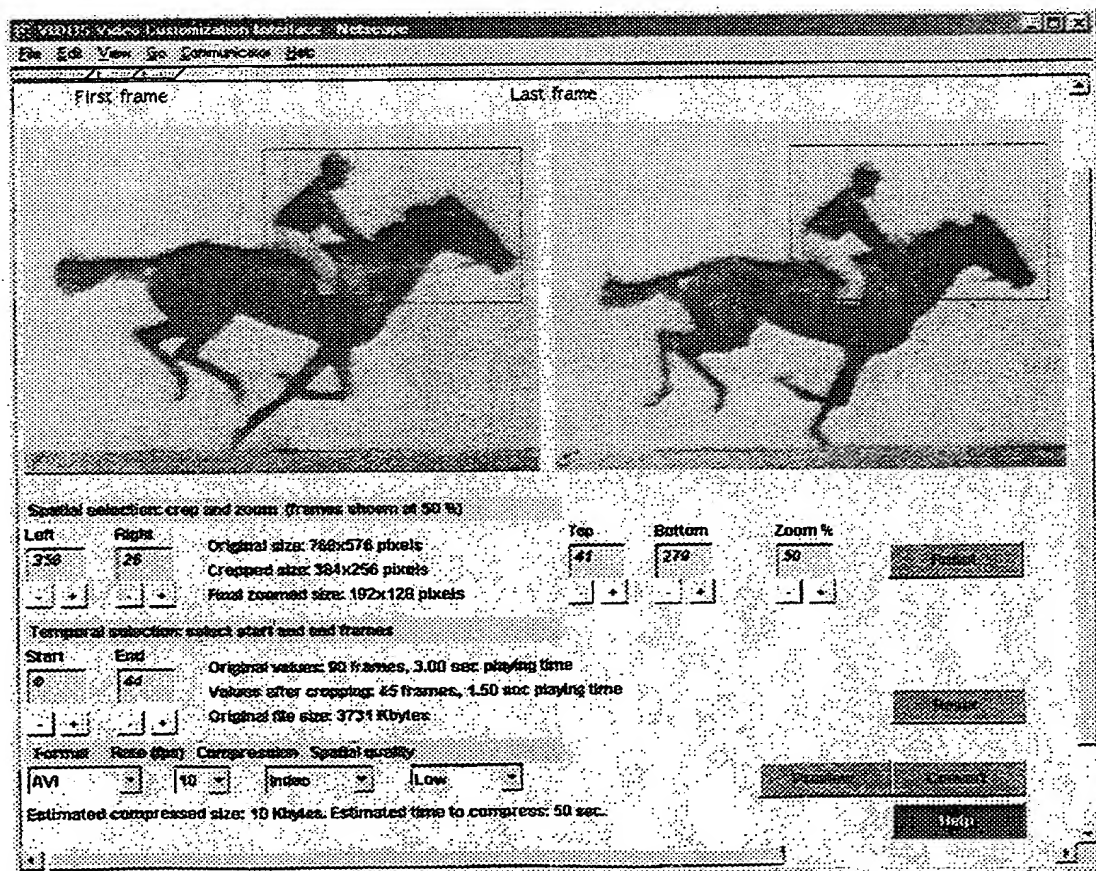 Video Customization Interface - Netscape
File Edit View Go Communicator Help
First frame Last frame
Spatial selection: crop and zoom (frames shown at 50 %)
Left Right Top Bottom Zoom %
26 41 279 50
Original size: 768x576 pixels
Cropped size: 384x256 pixels
Final zoomed size: 192x128 pixels
- + - + - + - + - +
Temporal selection: select start and end frames
Start End
0 44
Original values: 90 frames, 3.00 sec playing time
Values after cropping: 45 frames, 1.50 sec playing time
Original file size: 3731 Kbytes
- + - +
Format Rate (fps) Compression Spatial quality
AVI 10 Indeo Low
Estimated compressed size: 10 Kbytes. Estimated time to compress: 50 sec.
Help